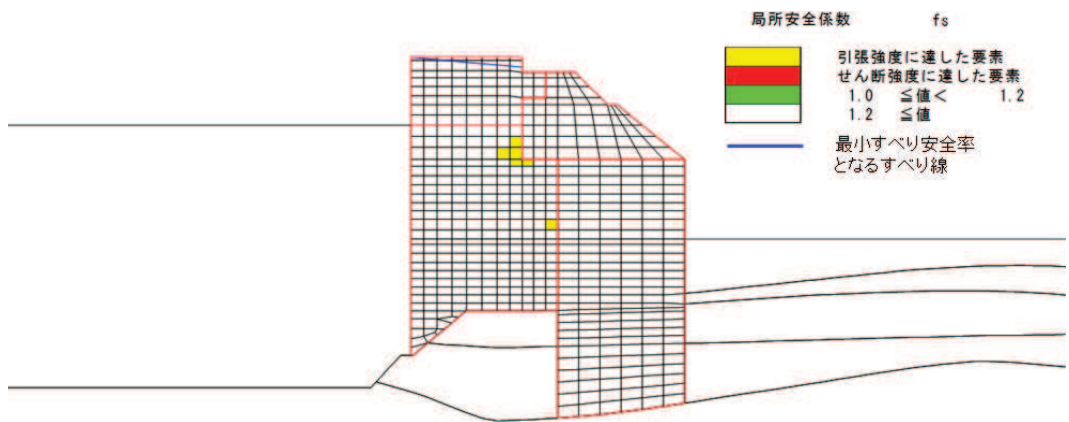 局所安全係数 fs
引張強度に達した要素
せん断強度に達した要素
1.0 ≦値< 1.2
1.2 ≦値
最小すべり安全率
となるすべり線